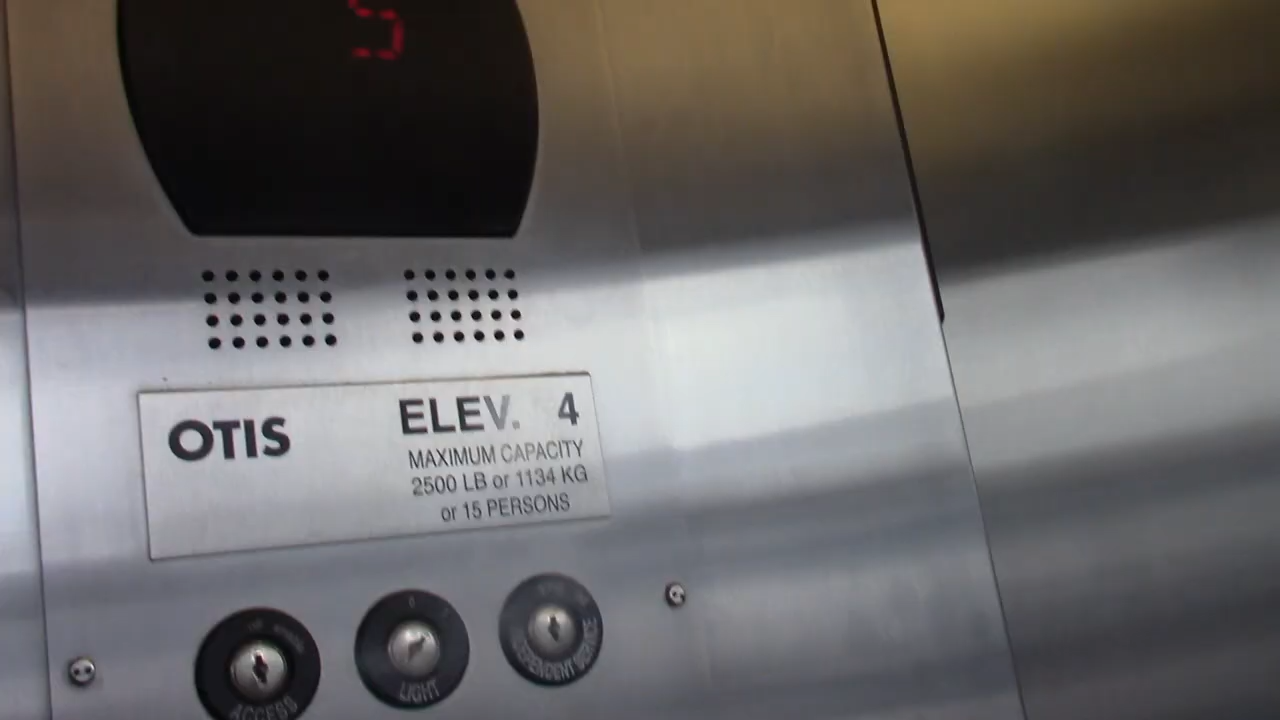 5
OTIS
ELEV. 4
MAXIMUM CAPACITY
2500 LB or 1134 KG
or 15 PERSONS
ACCESS
LIGHT
INDEPENDENT SERVICE